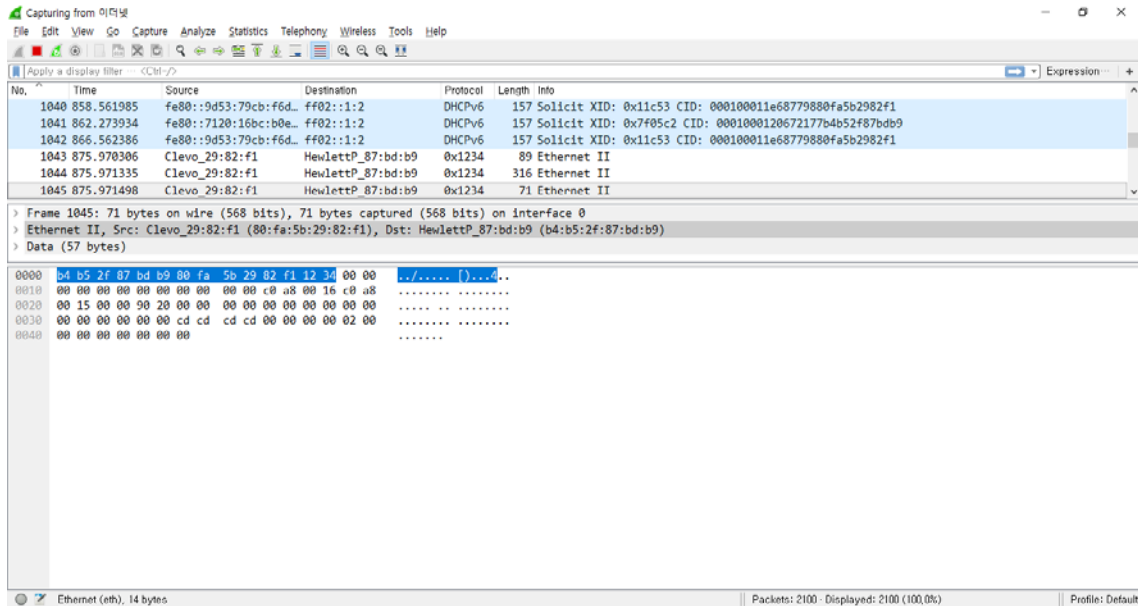 Capturing from 이더넷
File Edit View Go Capture Analyze Statistics Telephony Wireless Tools Help
Apply a display filter ... <Ctrl-/>
Expression... +
No. Time Source Destination Protocol Length Info
1040 858.561985 fe80::9d53:79cb:f6d… ff02::1:2 DHCPv6 157 Solicit XID: 0x11c53 CID: 000100011e68779880fa5b2982f1
1041 862.273934 fe80::7120:16bc:b0e… ff02::1:2 DHCPv6 157 Solicit XID: 0x7f05c2 CID: 0001000120672177b4b52f87bdb9
1042 866.562386 fe80::9d53:79cb:f6d… ff02::1:2 DHCPv6 157 Solicit XID: 0x11c53 CID: 000100011e68779880fa5b2982f1
1043 875.970306 Clevo_29:82:f1 HewlettP_87:bd:b9 0x1234 89 Ethernet II
1044 875.971335 Clevo_29:82:f1 HewlettP_87:bd:b9 0x1234 316 Ethernet II
1045 875.971498 Clevo_29:82:f1 HewlettP_87:bd:b9 0x1234 71 Ethernet II
> Frame 1045: 71 bytes on wire (568 bits), 71 bytes captured (568 bits) on interface 0
> Ethernet II, Src: Clevo_29:82:f1 (80:fa:5b:29:82:f1), Dst: HewlettP_87:bd:b9 (b4:b5:2f:87:bd:b9)
> Data (57 bytes)
0000 b4 b5 2f 87 bd b9 80 fa 5b 29 82 f1 12 34 00 00 ../..... [)...4..
0010 00 00 00 00 00 00 00 00 00 00 c0 a8 00 16 c0 a8 ........ ........
0020 00 15 00 00 90 20 00 00 00 00 00 00 00 00 00 00 ..... .. ........
0030 00 00 00 00 00 00 cd cd cd cd 00 00 00 00 02 00 ........ ........
0040 00 00 00 00 00 00 00 .......
Ethernet (eth), 14 bytes
Packets: 2100 · Displayed: 2100 (100,0%)
Profile: Default